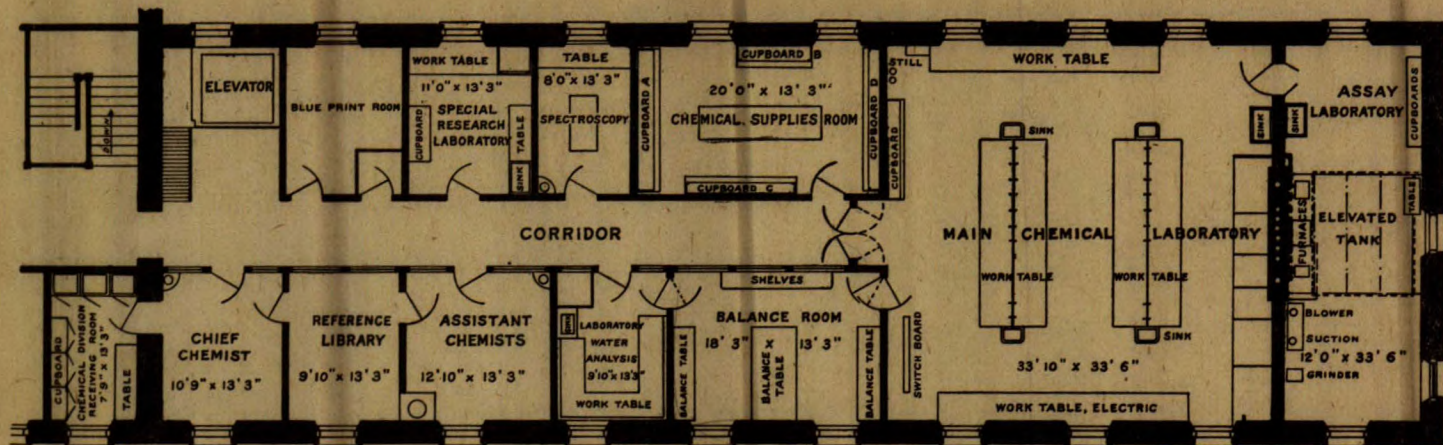 ELEVATOR
DOWN
BLUE PRINT ROOM
WORK TABLE
11'0" x 13' 3"
SPECIAL
RESEARCH
LABORATORY
CUPBOARD
TABLE
SINK
TABLE
8'0" x 13' 3"
SPECTROSCOPY
CUPBOARD A
CUPBOARD B
20'0" x 13' 3"
CHEMICAL SUPPLIES ROOM
CUPBOARD C
CUPBOARD D
STILL
CUPBOARD
WORK TABLE
SINK
SINK
SINK
ASSAY
LABORATORY
CUPBOARDS
CORRIDOR
MAIN CHEMICAL LABORATORY
WORK TABLE
WORK TABLE
SINK
FURNACES
ELEVATED
TANK
TABLE
CUPBOARD
CHEMICAL DIVISION
RECEIVING ROOM
7'9" x 13'3"
TABLE
CHIEF
CHEMIST
10'9" x 13'3"
REFERENCE
LIBRARY
9'10" x 13'3"
ASSISTANT
CHEMISTS
12'10" x 13'3"
SINK
LABORATORY
WATER
ANALYSIS
9'10" x 13'3"
WORK TABLE
SHELVES
BALANCE ROOM
18' 3" x 13' 3"
BALANCE TABLE
BALANCE
TABLE
BALANCE TABLE
SWITCH BOARD
33'10" x 33'6"
WORK TABLE, ELECTRIC
BLOWER
SUCTION
12'0" x 33' 6"
GRINDER